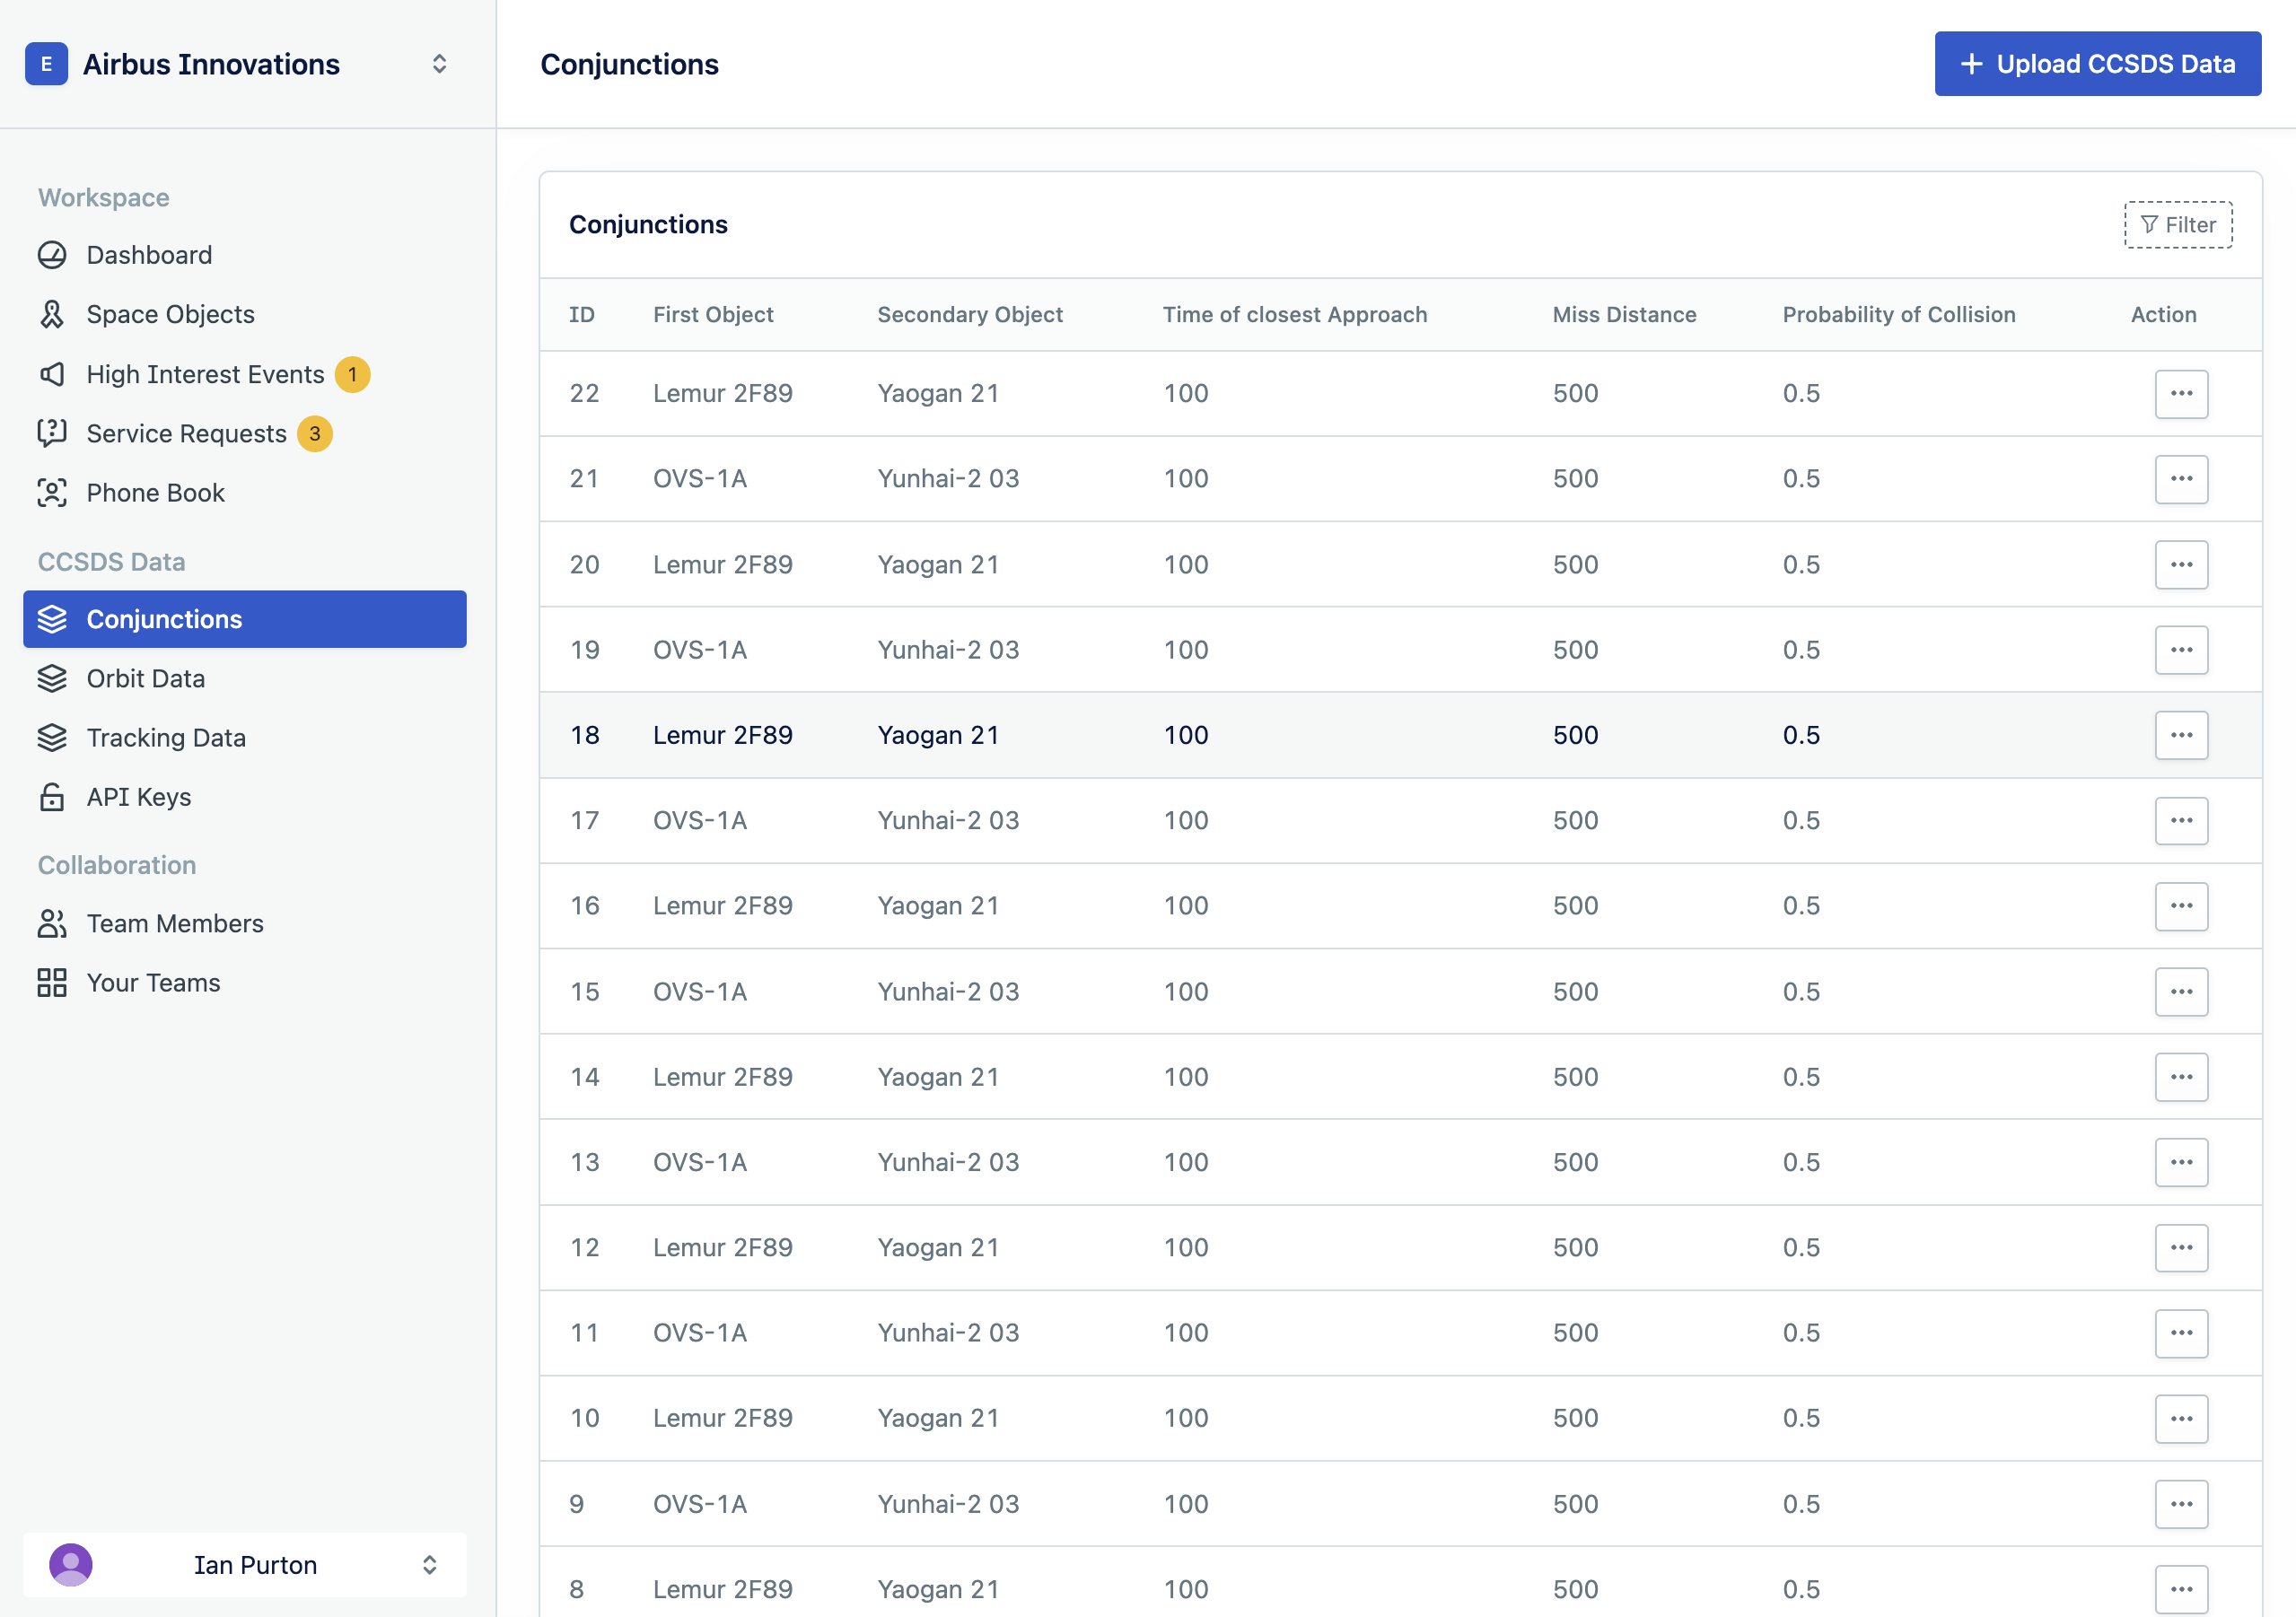 E Airbus Innovations
Conjunctions
+ Upload CCSDS Data
Workspace
Dashboard
Space Objects
High Interest Events 1
Service Requests 3
Phone Book
CCSDS Data
Conjunctions
Orbit Data
Tracking Data
API Keys
Collaboration
Team Members
Your Teams
Ian Purton
Conjunctions
Filter
ID First Object Secondary Object Time of closest Approach Miss Distance Probability of Collision Action
22 Lemur 2F89 Yaogan 21 100 500 0.5 ...
21 OVS-1A Yunhai-2 03 100 500 0.5 ...
20 Lemur 2F89 Yaogan 21 100 500 0.5 ...
19 OVS-1A Yunhai-2 03 100 500 0.5 ...
18 Lemur 2F89 Yaogan 21 100 500 0.5 ...
17 OVS-1A Yunhai-2 03 100 500 0.5 ...
16 Lemur 2F89 Yaogan 21 100 500 0.5 ...
15 OVS-1A Yunhai-2 03 100 500 0.5 ...
14 Lemur 2F89 Yaogan 21 100 500 0.5 ...
13 OVS-1A Yunhai-2 03 100 500 0.5 ...
12 Lemur 2F89 Yaogan 21 100 500 0.5 ...
11 OVS-1A Yunhai-2 03 100 500 0.5 ...
10 Lemur 2F89 Yaogan 21 100 500 0.5 ...
9 OVS-1A Yunhai-2 03 100 500 0.5 ...
8 Lemur 2F89 Yaogan 21 100 500 0.5 ...